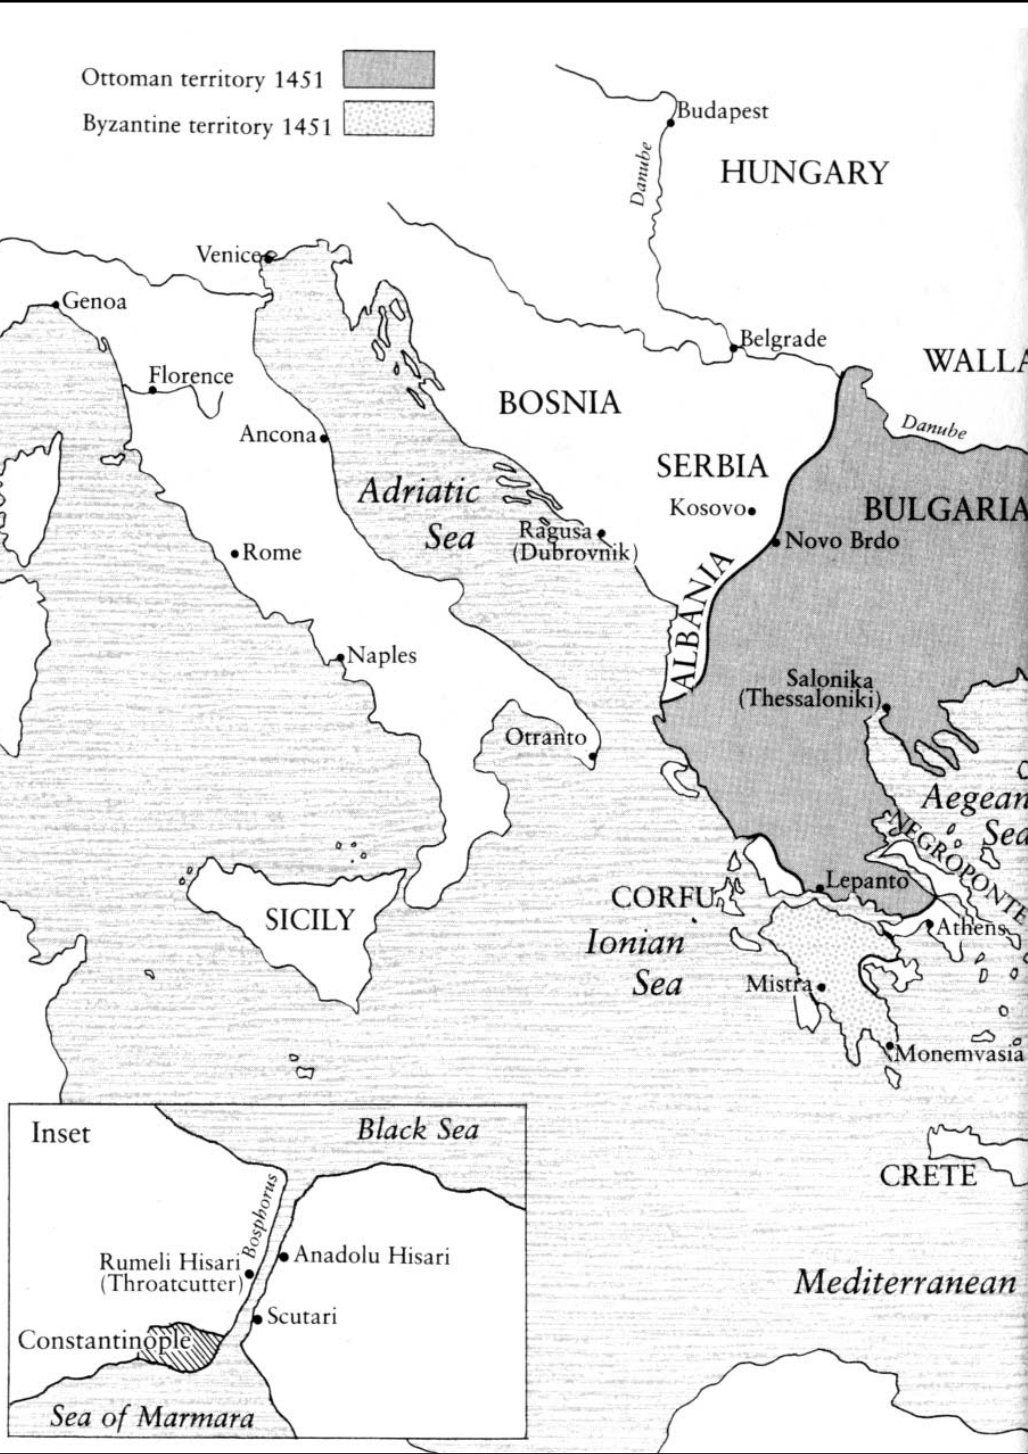 Ottoman territory 1451
Byzantine territory 1451
Budapest
Danube
HUNGARY
Venice
Genoa
Belgrade
WALLA
Florence
BOSNIA
Ancona
Danube
SERBIA
Adriatic
Sea
Kosovo
BULGARIA
Ragusa
(Dubrovnik)
Novo Brdo
Rome
ALBANIA
Naples
Salonika
(Thessaloniki)
Otranto
Aegean
Sea
NEGROPONTE
Lepanto
CORFU
SICILY
Athens
Ionian
Sea
Mistra
Monemvasia
CRETE
Mediterranean
Inset
Black Sea
Bosphorus
Rumeli Hisari
(Throatcutter)
Anadolu Hisari
Scutari
Constantinople
Sea of Marmara